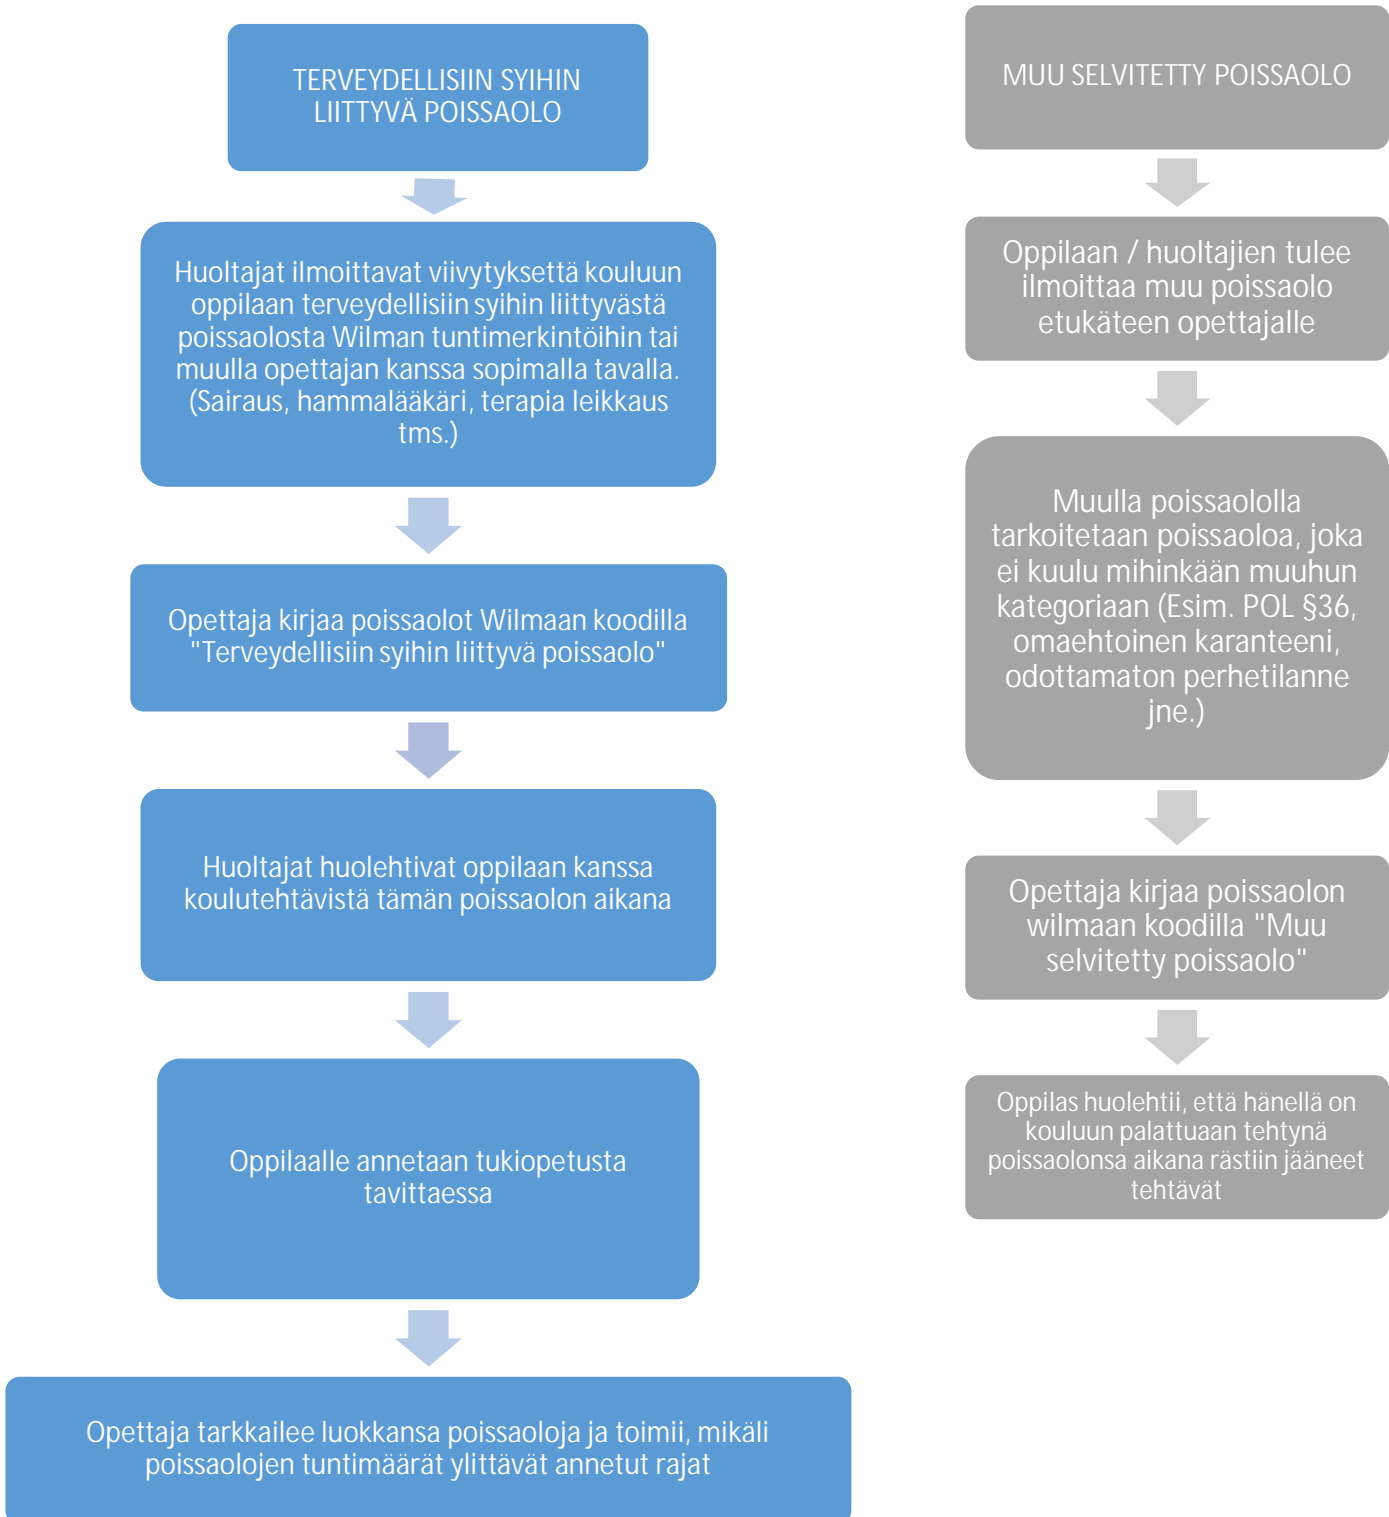 TERVEYDELLISIIN SYIHIN
LIITTYVÄ POISSAOLO
Huoltajat ilmoittavat viivytyksettä kouluun
oppilaan terveydellisiin syihin liittyvästä
poissaolosta Wilman tuntimerkintöihin tai
muulla opettajan kanssa sopimalla tavalla.
(Sairaus, hammalääkäri, terapia leikkaus
tms.)
Opettaja kirjaa poissaolot Wilmaan koodilla
"Terveydellisiin syihin liittyvä poissaolo"
Huoltajat huolehtivat oppilaan kanssa
koulutehtävistä tämän poissaolon aikana
Oppilaalle annetaan tukiopetusta
tavittaessa
Opettaja tarkkailee luokkansa poissaoloja ja toimii, mikäli
poissaolojen tuntimäärät ylittävät annetut rajat
MUU SELVITETTY POISSAOLO
Oppilaan / huoltajien tulee
ilmoittaa muu poissaolo
etukäteen opettajalle
Muulla poissaololla
tarkoitetaan poissaoloa, joka
ei kuulu mihinkään muuhun
kategoriaan (Esim. POL §36,
omaehtoinen karanteeni,
odottamaton perhetilanne
jne.)
Opettaja kirjaa poissaolon
wilmaan koodilla "Muu
selvitetty poissaolo"
Oppilas huolehtii, että hänellä on
kouluun palattuaan tehtynä
poissaolonsa aikana rästiin jääneet
tehtävät